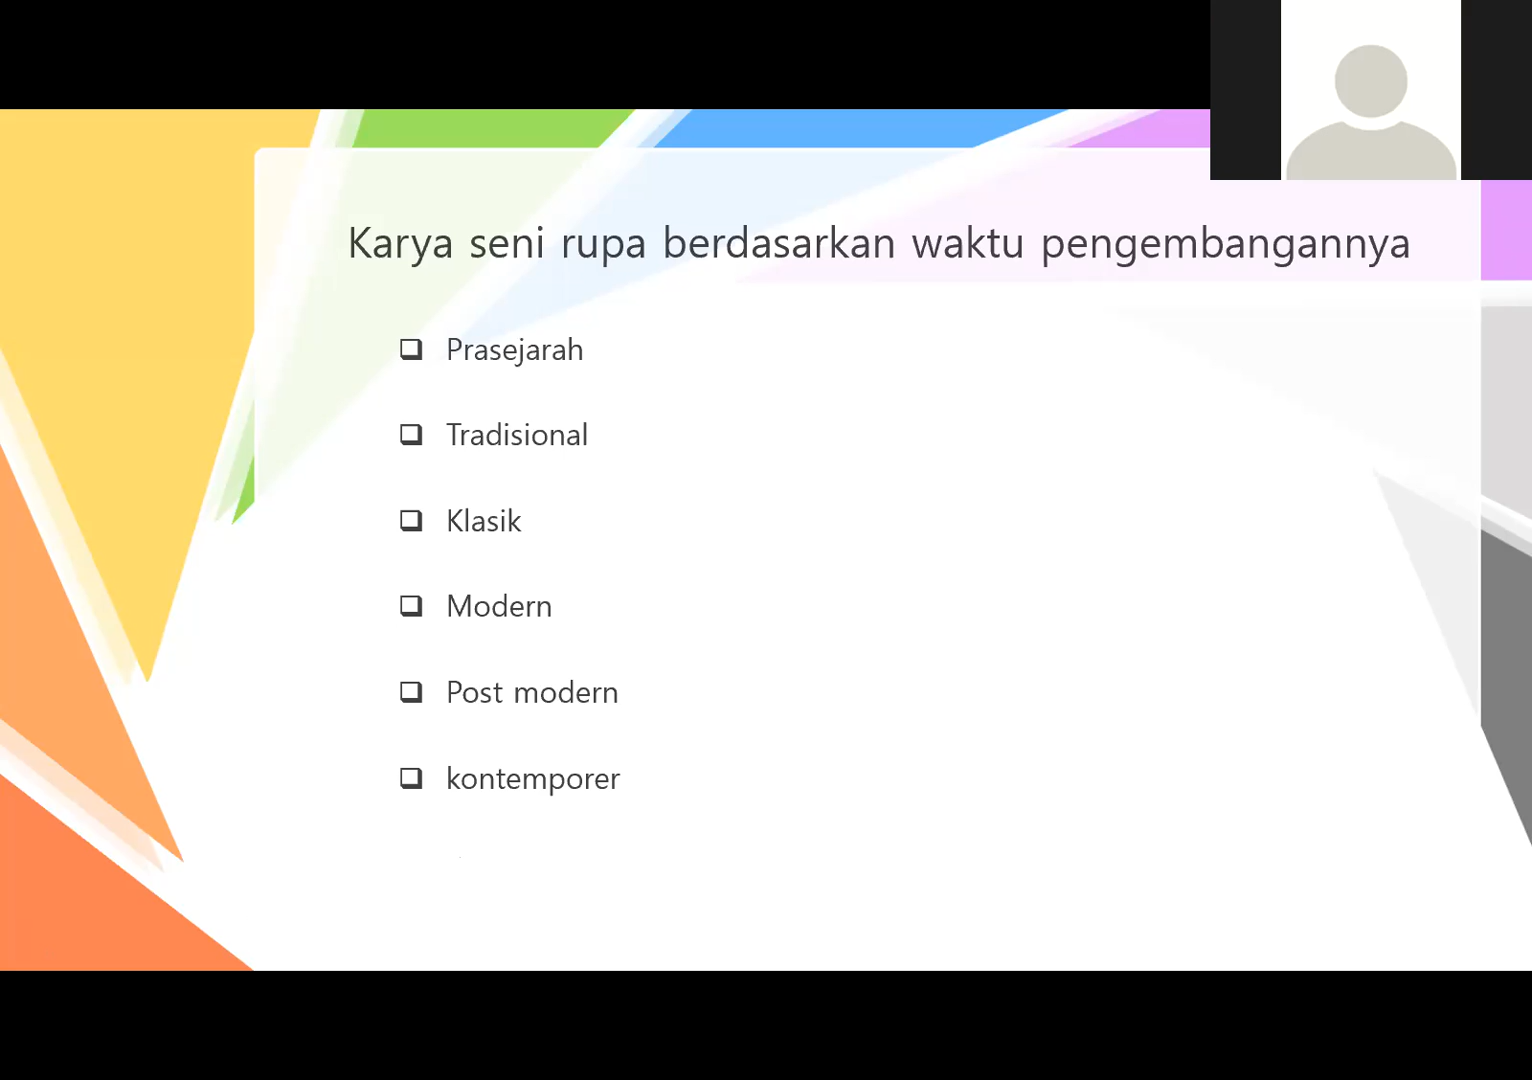 Karya seni rupa berdasarkan waktu pengembangannya
Prasejarah
Tradisional
Klasik
Modern
Post modern
kontemporer